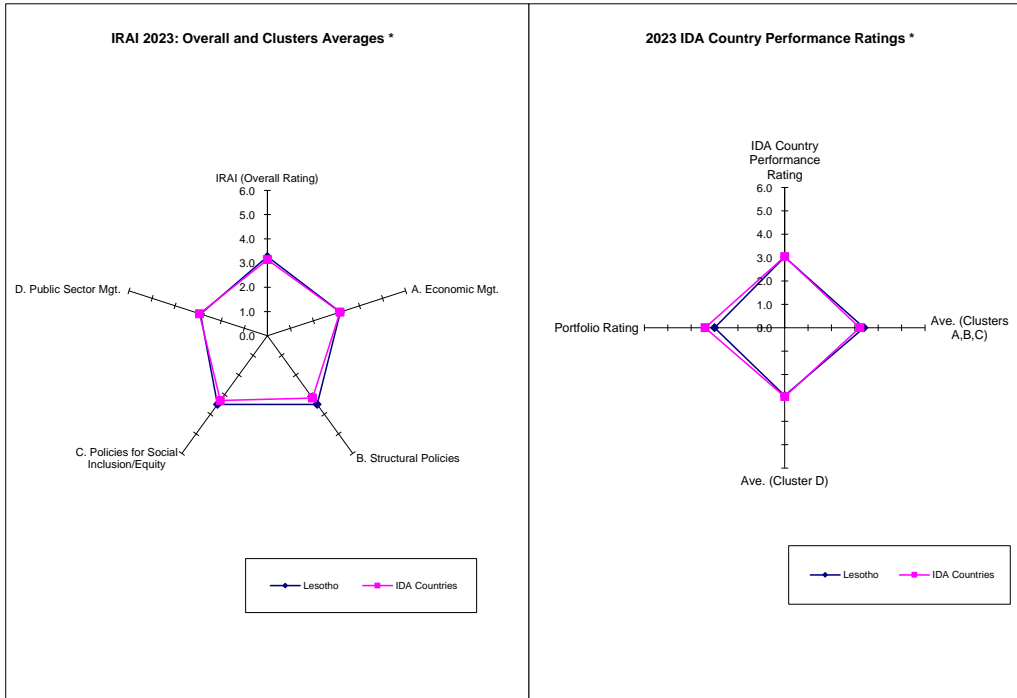 IRAI 2023: Overall and Clusters Averages *
IRAI (Overall Rating)
6.0
5.0
4.0
3.0
2.0
1.0
0.0
A. Economic Mgt.
B. Structural Policies
C. Policies for Social
Inclusion/Equity
D. Public Sector Mgt.
Lesotho
IDA Countries
2023 IDA Country Performance Ratings *
IDA Country
Performance
Rating
6.0
5.0
4.0
3.0
2.0
1.0
0.0
Ave. (Clusters
A,B,C)
Ave. (Cluster D)
Portfolio Rating
Lesotho
IDA Countries